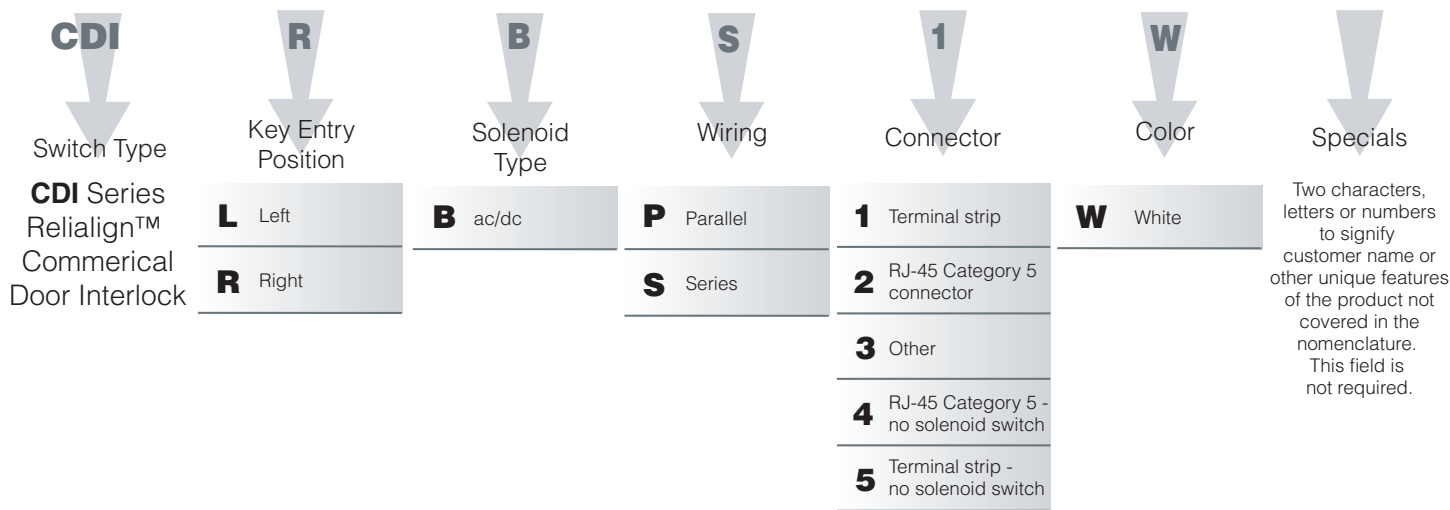 CDI
R
B
S
1
W
Switch Type
Key Entry
Position
Solenoid
Type
Wiring
Connector
Color
Specials
CDI Series
Relialign™
Commerical
Door Interlock
L Left
R Right
B ac/dc
P Parallel
S Series
1 Terminal strip
2 RJ-45 Category 5
connector
3 Other
4 RJ-45 Category 5 -
no solenoid switch
5 Terminal strip -
no solenoid switch
W White
Two characters,
letters or numbers
to signify
customer name or
other unique features
of the product not
covered in the
nomenclature.
This field is
not required.